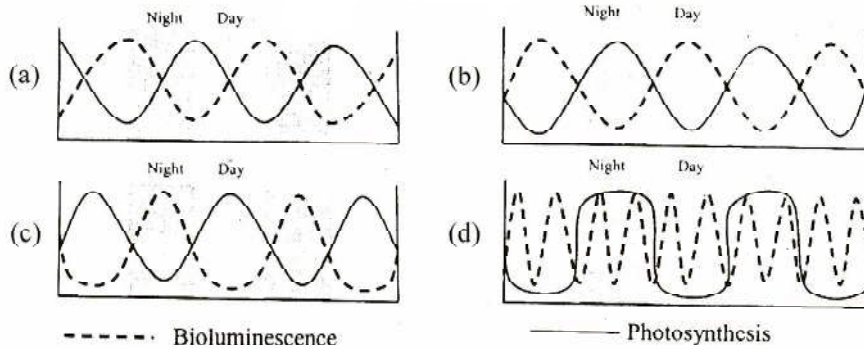 Night Day
Night Day
(a)
(b)
Night Day
Night Day
(c)
(d)
Bioluminescence
Photosynthesis